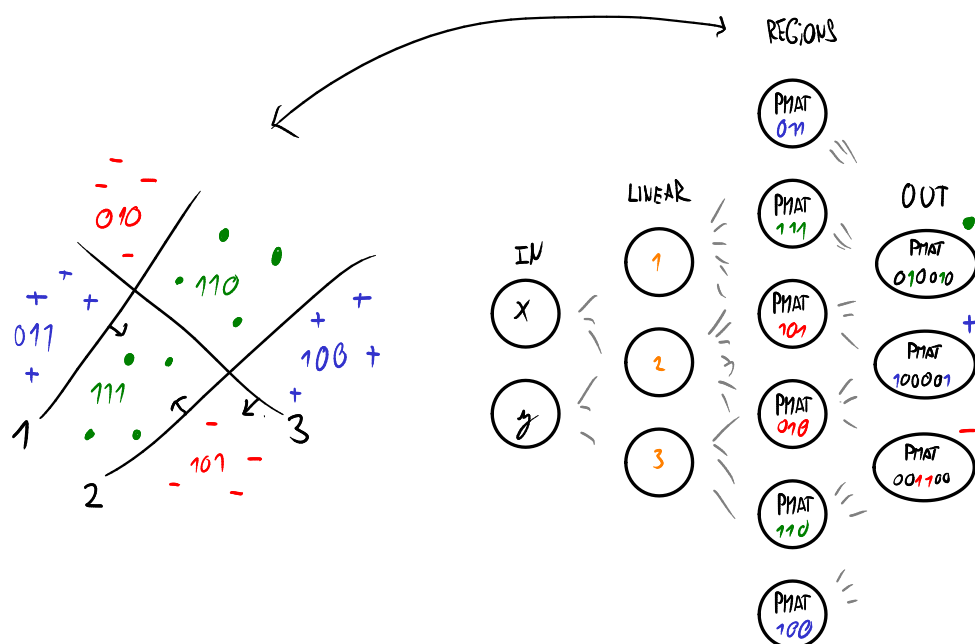 010
110
011
100
111
101
1
2
3
IN
x
y
LINEAR
1
2
3
REGIONS
PMAT
011
PMAT
111
PMAT
101
PMAT
010
PMAT
110
PMAT
100
OUT
PMAT
010010
PMAT
100001
PMAT
001100